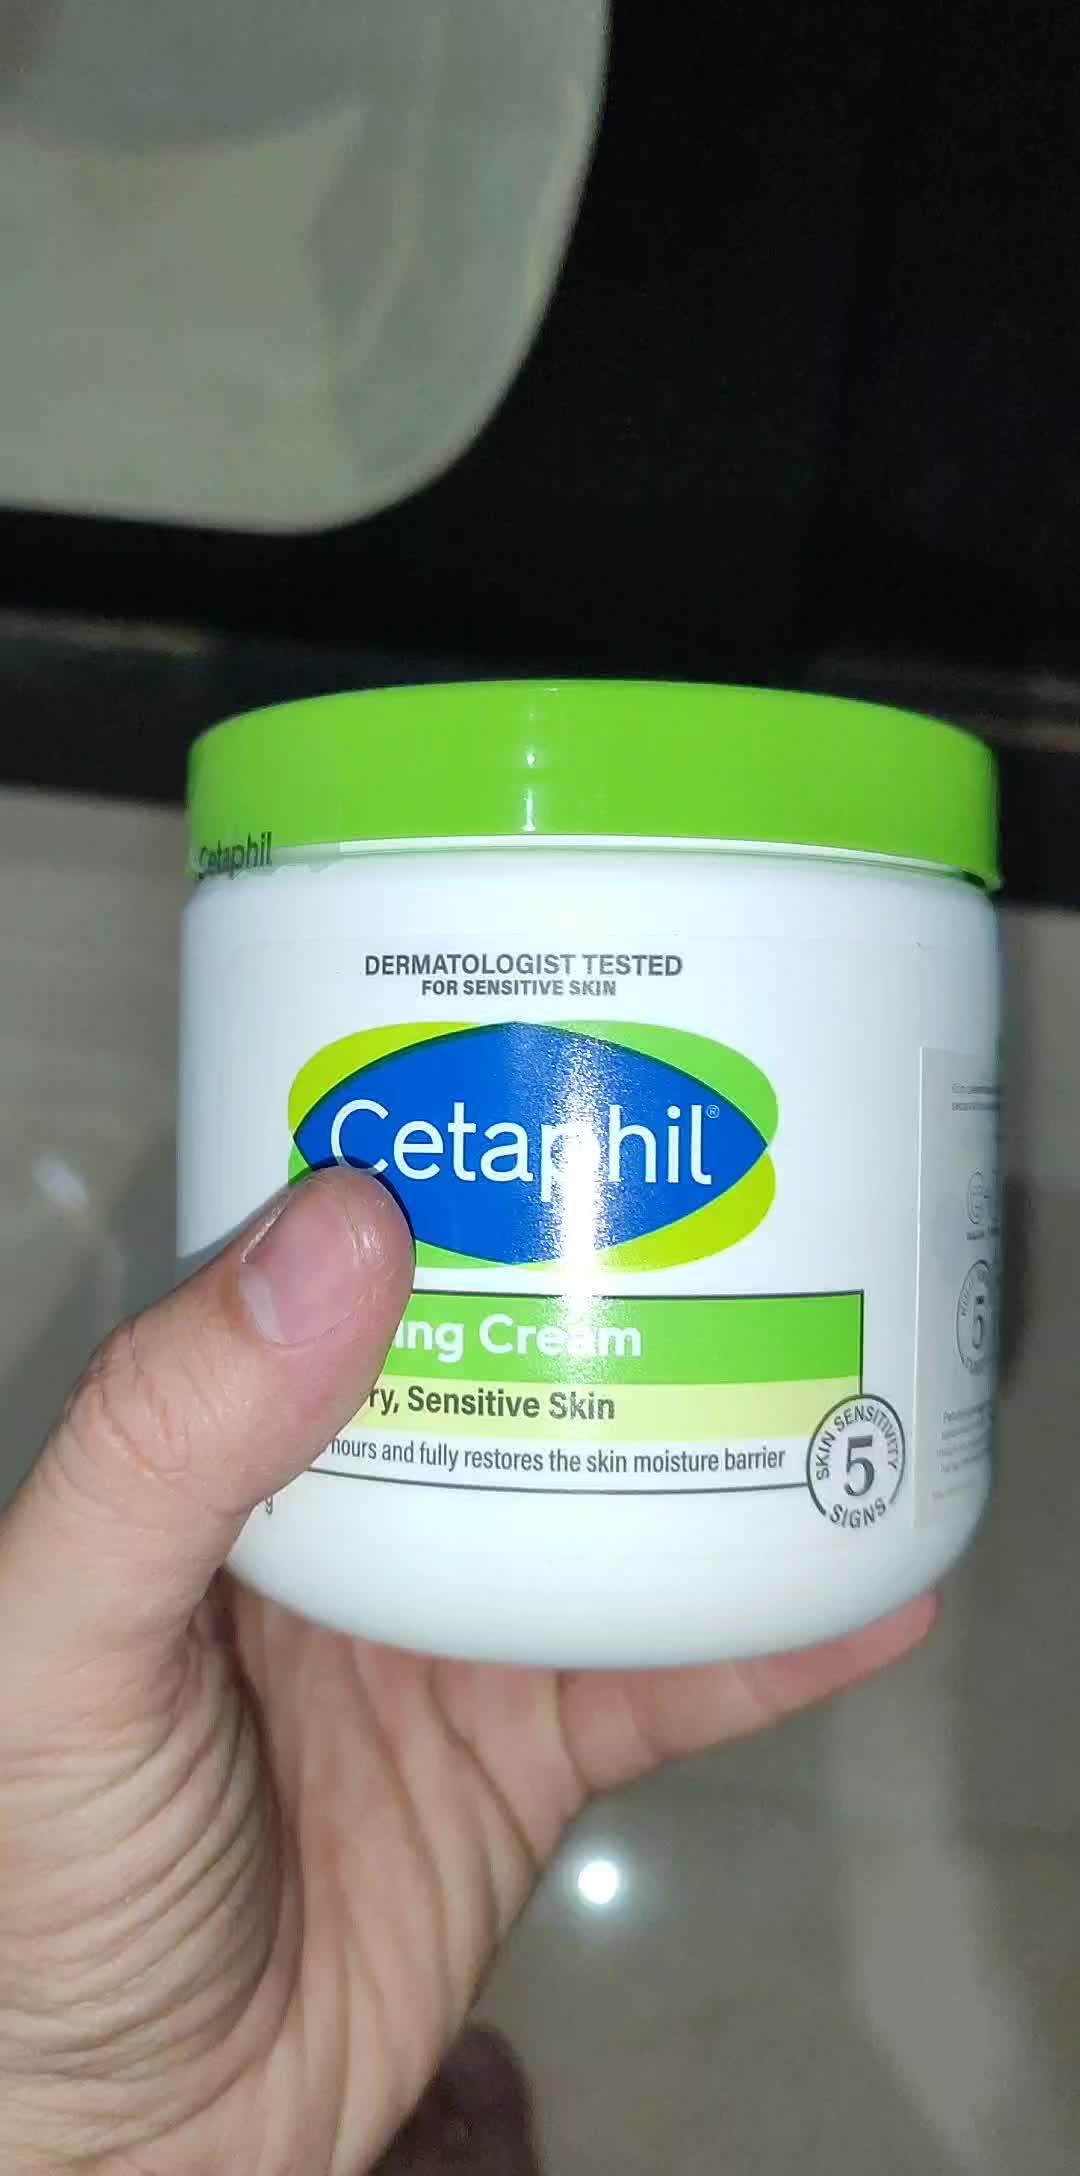 Cetaphil
DERMATOLOGIST TESTED
FOR SENSITIVE SKIN
Cetaphil®
ing Cream
ry, Sensitive Skin
hours and fully restores the skin moisture barrier
SKIN SENSITIVITY
5
SIGNS
g
5